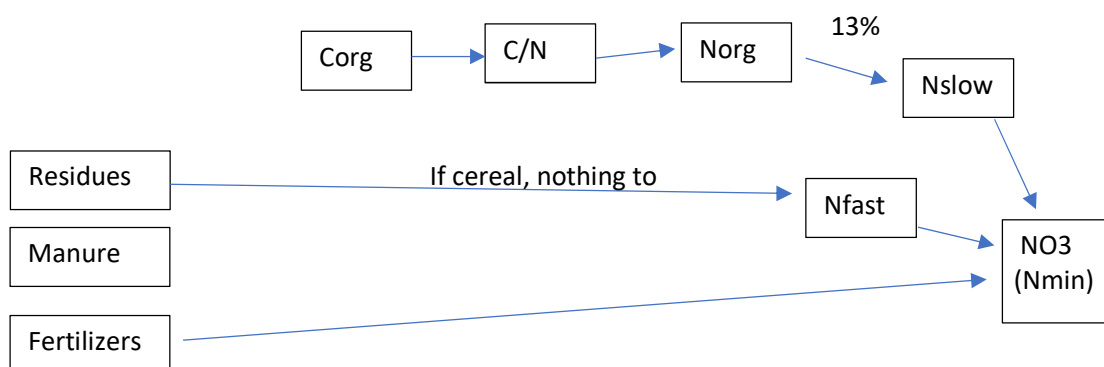 13%
Corg
C/N
Norg
Nslow
Residues
If cereal, nothing to
Nfast
Manure
NO3
(Nmin)
Fertilizers